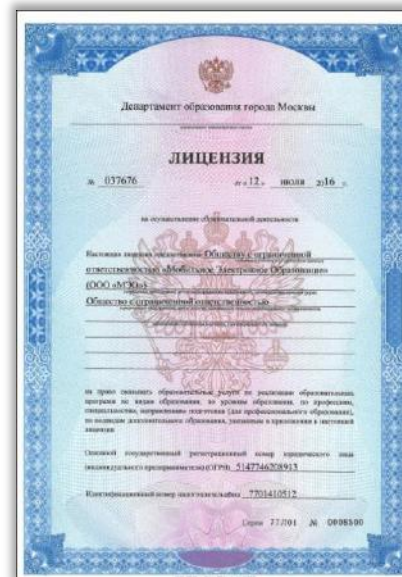 Департамент образования города Москвы
ЛИЦЕНЗИЯ
№ 037676 от « 12 » июля 2016 г.
на осуществление образовательной деятельности
Настоящая лицензия предоставлена Обществу с ограниченной
ответственностью «Мобильное Электронное Образование»
(ООО «МЭО»)
Общество с ограниченной ответственностью
на право оказывать образовательные услуги по реализации образовательных
программ по видам образования, по уровням образования, по профессиям,
специальностям, направлениям подготовки (для профессионального образования),
по подвидам дополнительного образования, указанным в приложении к настоящей
лицензии
Основной государственный регистрационный номер юридического лица
(индивидуального предпринимателя) (ОГРН) 5147746208913
Идентификационный номер налогоплательщика 7701410512
Серия 77Л01 № 0008500